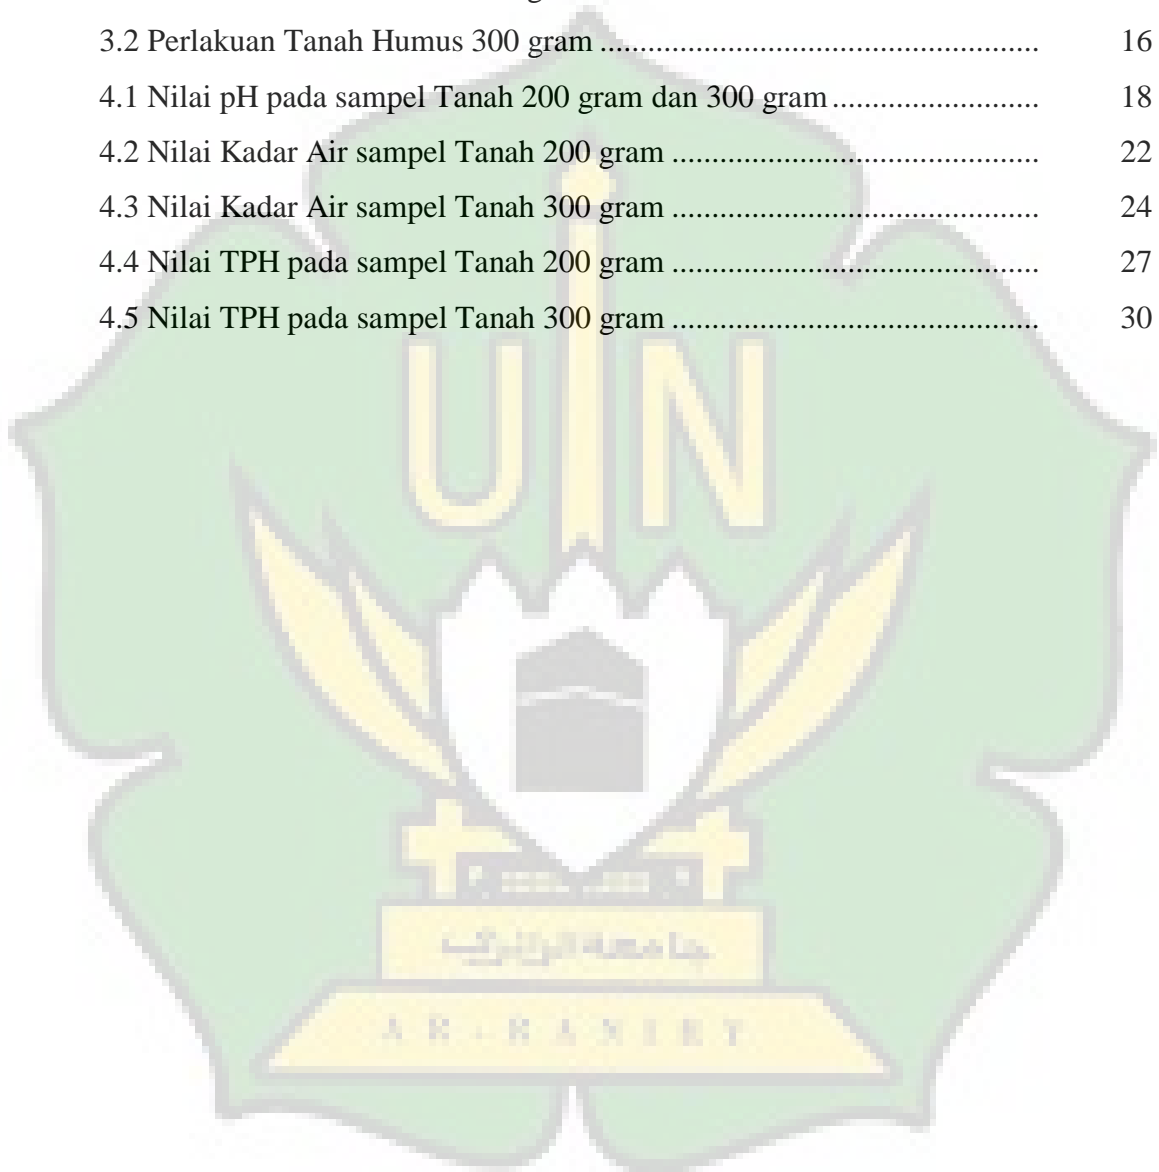 3.2 Perlakuan Tanah Humus 300 gram ....................................................... 16
4.1 Nilai pH pada sampel Tanah 200 gram dan 300 gram .......................... 18
4.2 Nilai Kadar Air sampel Tanah 200 gram .............................................. 22
4.3 Nilai Kadar Air sampel Tanah 300 gram .............................................. 24
4.4 Nilai TPH pada sampel Tanah 200 gram .............................................. 27
4.5 Nilai TPH pada sampel Tanah 300 gram .............................................. 30
UIN
جامعة الرانيري
AR-RANIRY